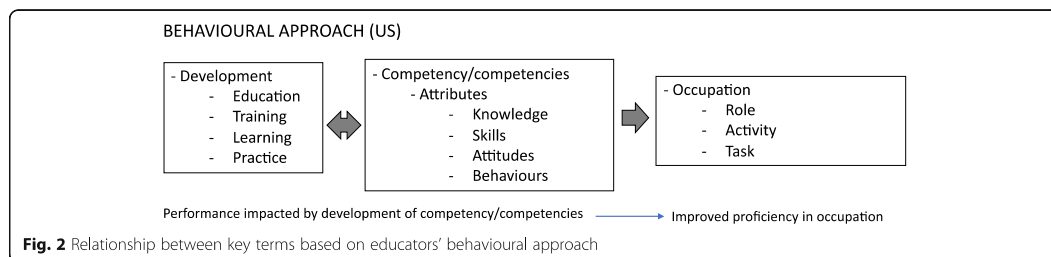 BEHAVIOURAL APPROACH (US)
- Development
- Education
- Training
- Learning
- Practice
- Competency/competencies
- Attributes
- Knowledge
- Skills
- Attitudes
- Behaviours
- Occupation
- Role
- Activity
- Task
Performance impacted by development of competency/competencies
Improved proficiency in occupation
Fig. 2 Relationship between key terms based on educators' behavioural approach